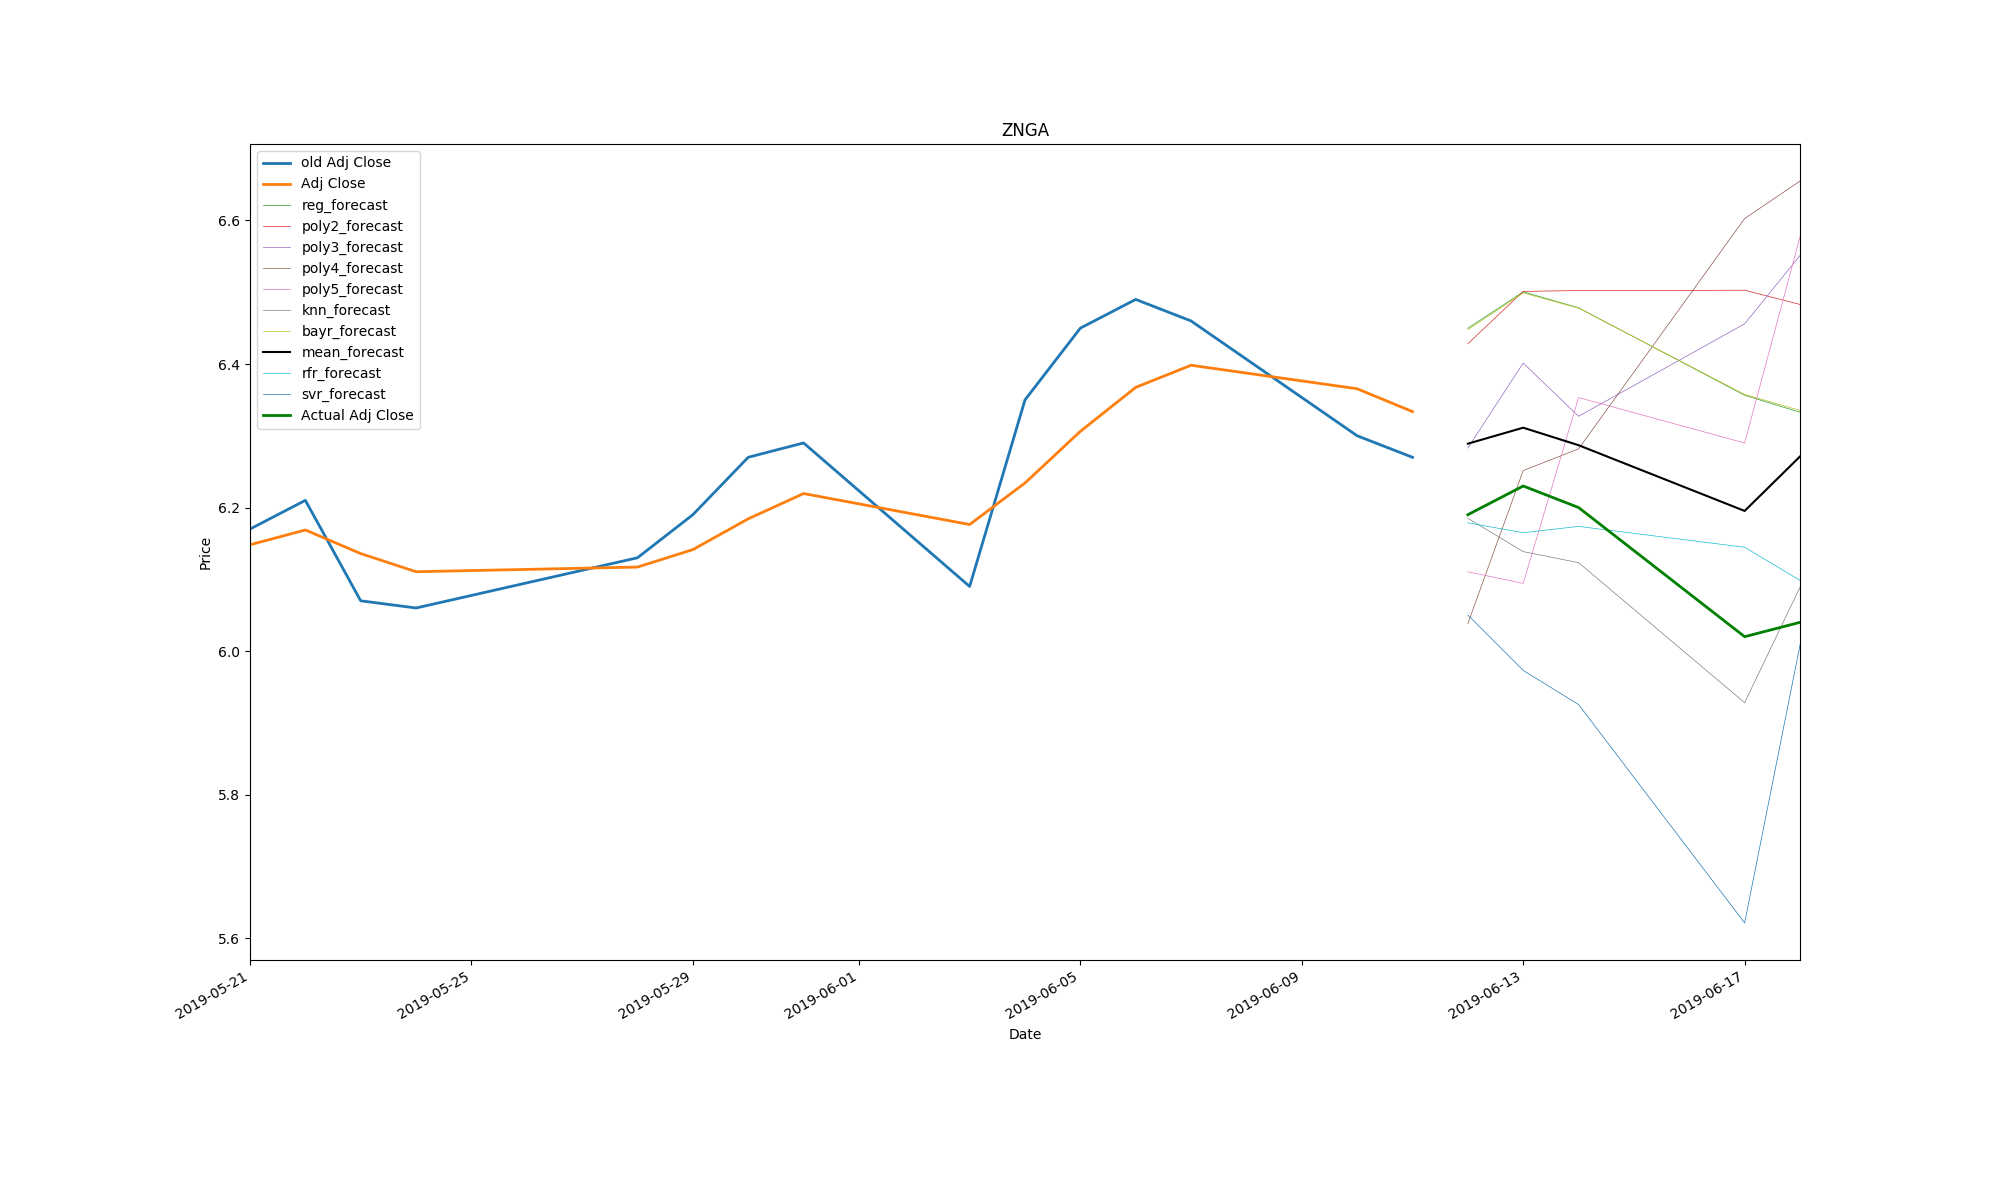 ZNGA
old Adj Close
Adj Close
reg_forecast
poly2_forecast
poly3_forecast
poly4_forecast
poly5_forecast
knn_forecast
bayr_forecast
mean_forecast
rfr_forecast
svr_forecast
Actual Adj Close
6.6
6.4
6.2
6.0
5.8
5.6
Price
2019-05-21
2019-05-25
2019-05-29
2019-06-01
2019-06-05
2019-06-09
2019-06-13
2019-06-17
Date